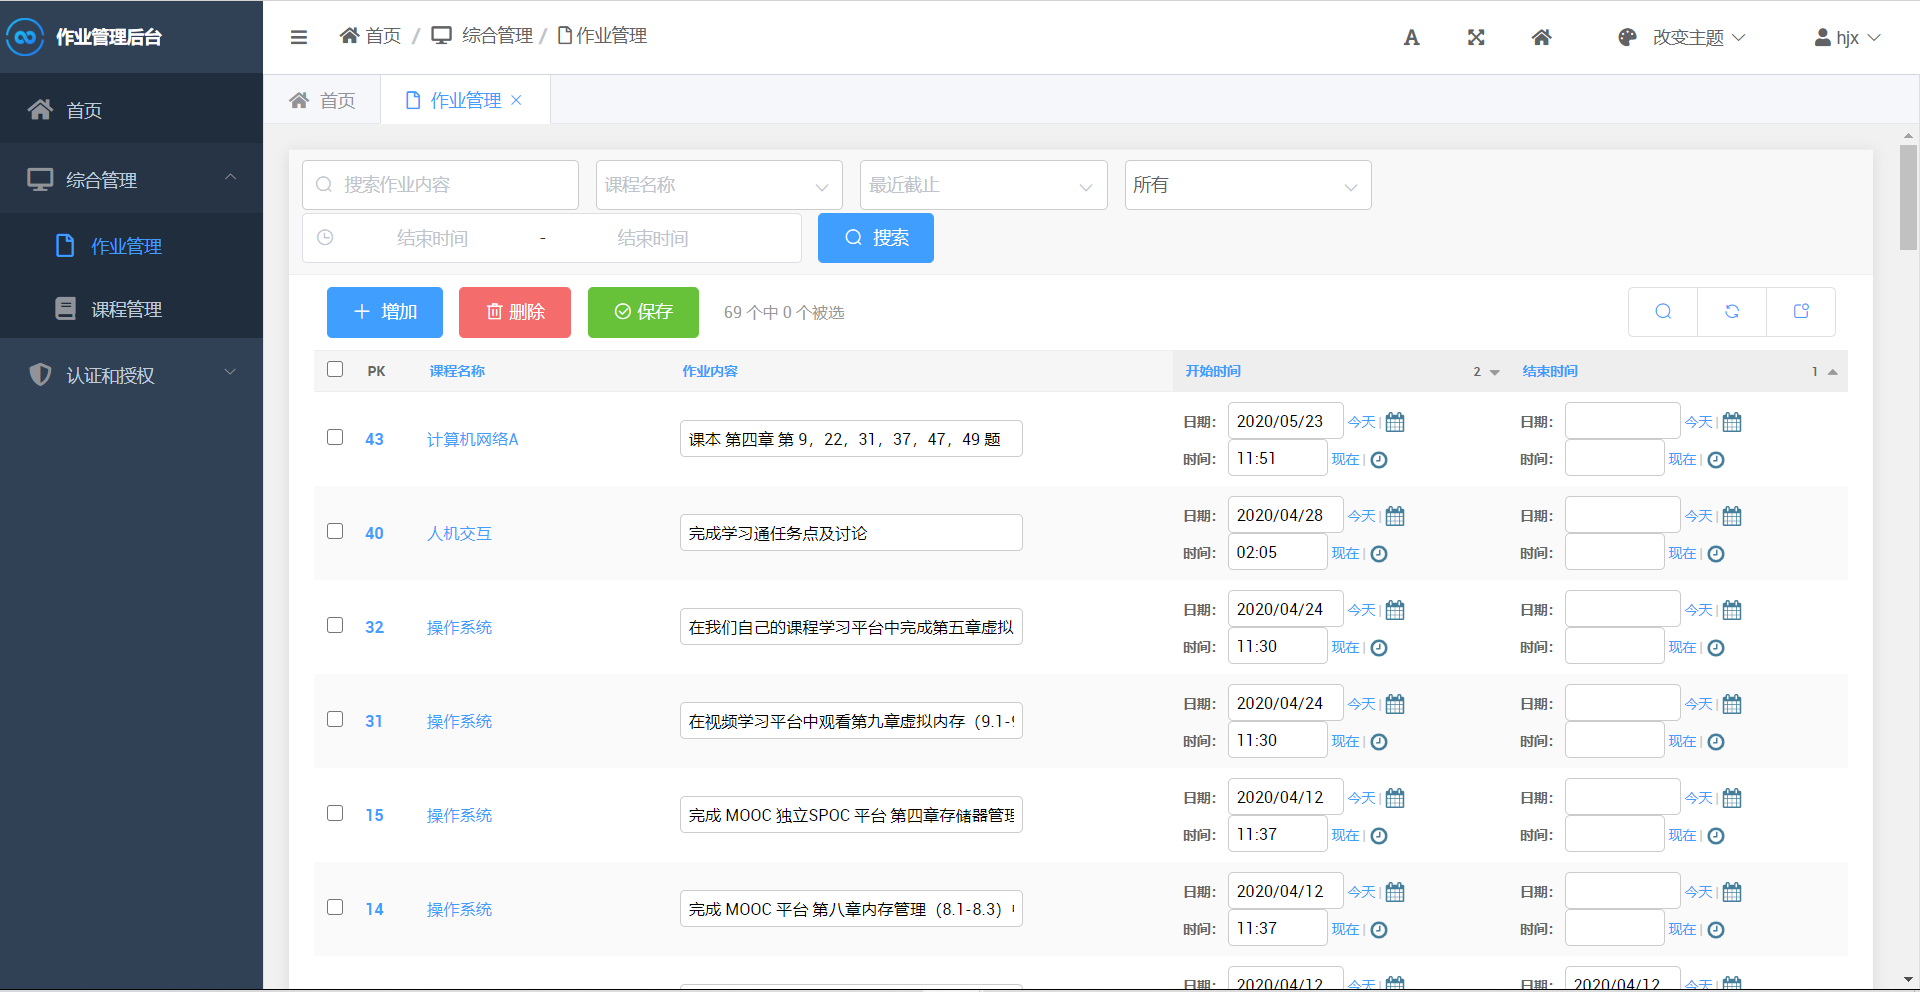 作业管理后台
首页 / 综合管理 / 作业管理
A
改变主题
hjx
首页
综合管理
作业管理
课程管理
认证和授权
首页
作业管理
搜索作业内容
课程名称
最近截止
所有
结束时间 - 结束时间
搜索
增加
删除
保存
69 个中 0 个被选
PK 课程名称 作业内容 开始时间 2 结束时间 1
43 计算机网络A 课本 第四章 第 9，22，31，37，47，49 题
日期： 2020/05/23 今天 | 日期： 今天 |
时间： 11:51 现在 | 时间： 现在 |
40 人机交互 完成学习通任务点及讨论
日期： 2020/04/28 今天 | 日期： 今天 |
时间： 02:05 现在 | 时间： 现在 |
32 操作系统 在我们自己的课程学习平台中完成第五章虚拟
日期： 2020/04/24 今天 | 日期： 今天 |
时间： 11:30 现在 | 时间： 现在 |
31 操作系统 在视频学习平台中观看第九章虚拟内存（9.1-
日期： 2020/04/24 今天 | 日期： 今天 |
时间： 11:30 现在 | 时间： 现在 |
15 操作系统 完成 MOOC 独立SPOC 平台 第四章存储器管理
日期： 2020/04/12 今天 | 日期： 今天 |
时间： 11:37 现在 | 时间： 现在 |
14 操作系统 完成 MOOC 平台 第八章内存管理（8.1-8.3）
日期： 2020/04/12 今天 | 日期： 今天 |
时间： 11:37 现在 | 时间： 现在 |
日期： 2020/04/12 今天 | 日期： 2020/04/12 今天 |